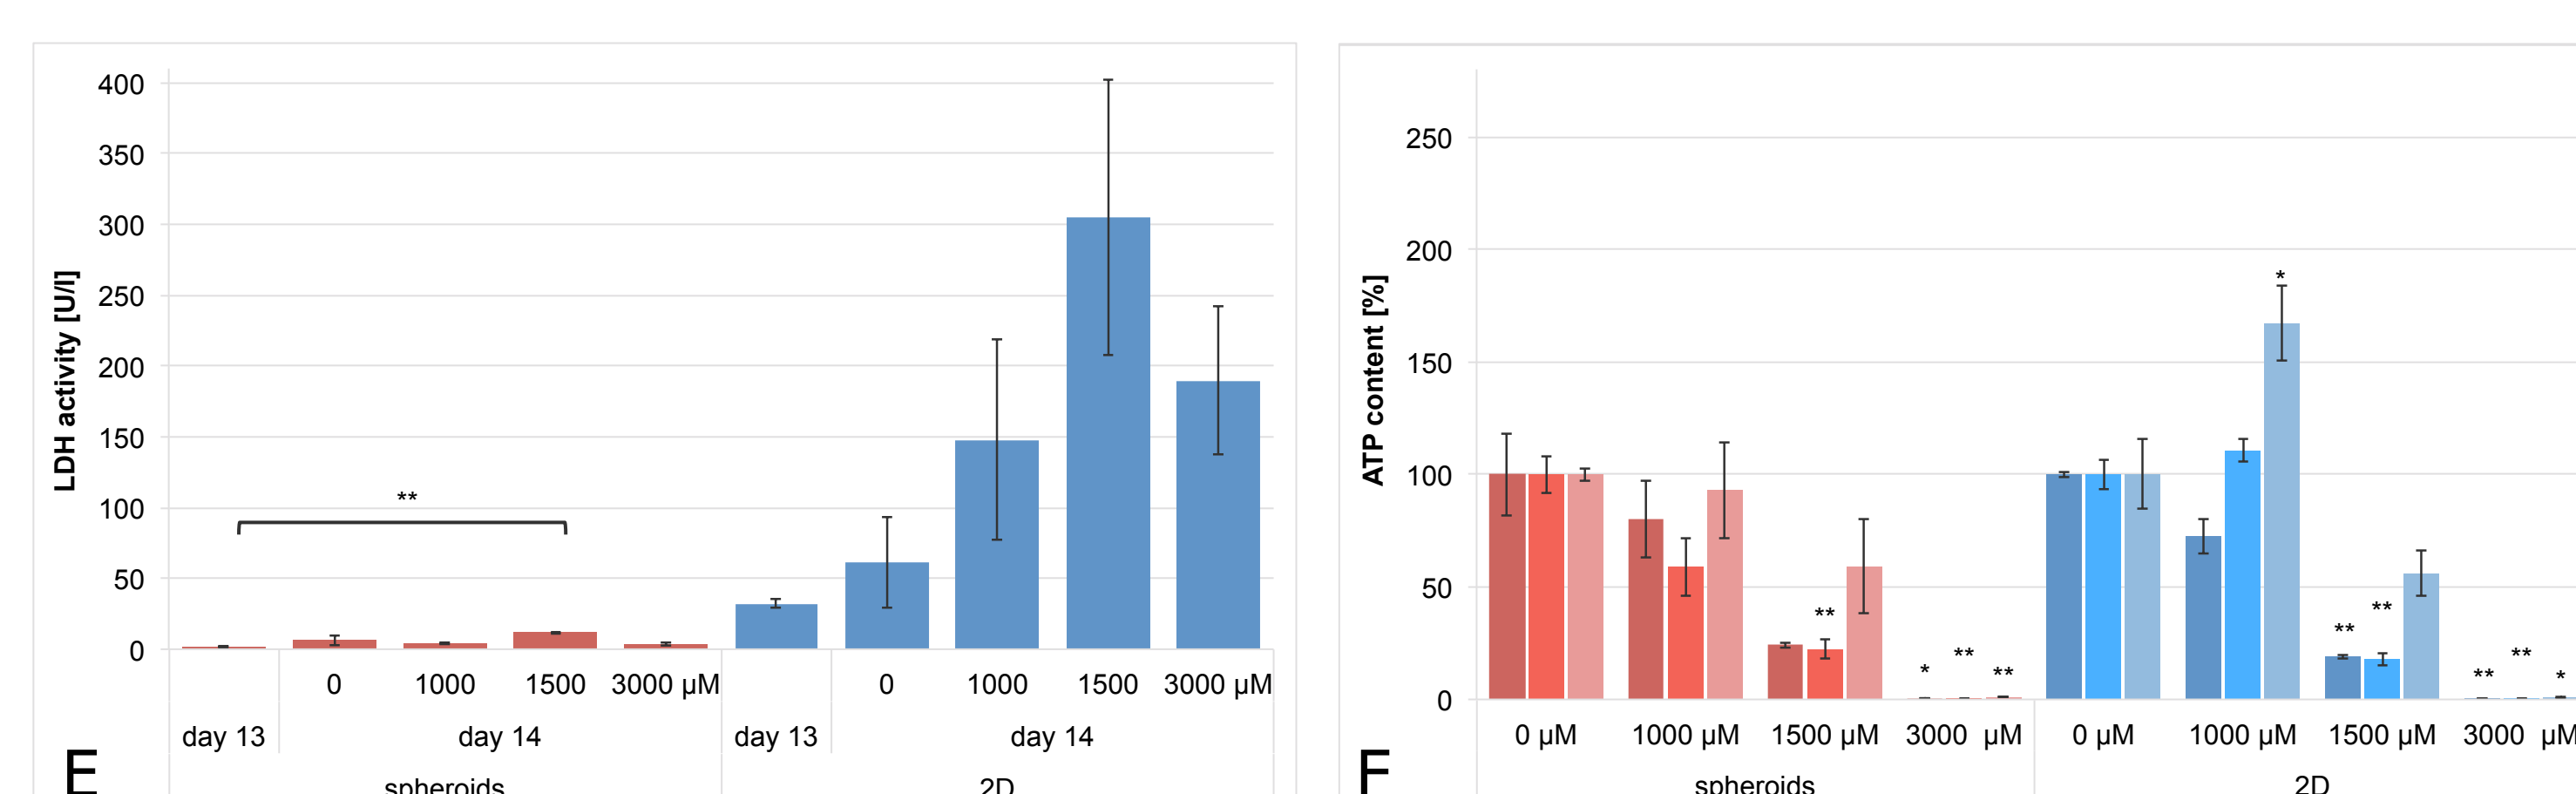 LDH activity [U/l]
400
350
300
250
200
150
100
50
0
**
0 1000 1500 3000 µM 0 1000 1500 3000 µM
day 13 day 14 day 13 day 14
spheroids 2D
E
ATP content [%]
250
200
150
100
50
0
*
** ** **
* ** ** ** ** *
0 µM 1000 µM 1500 µM 3000 µM 0 µM 1000 µM 1500 µM 3000 µM
spheroids 2D
F